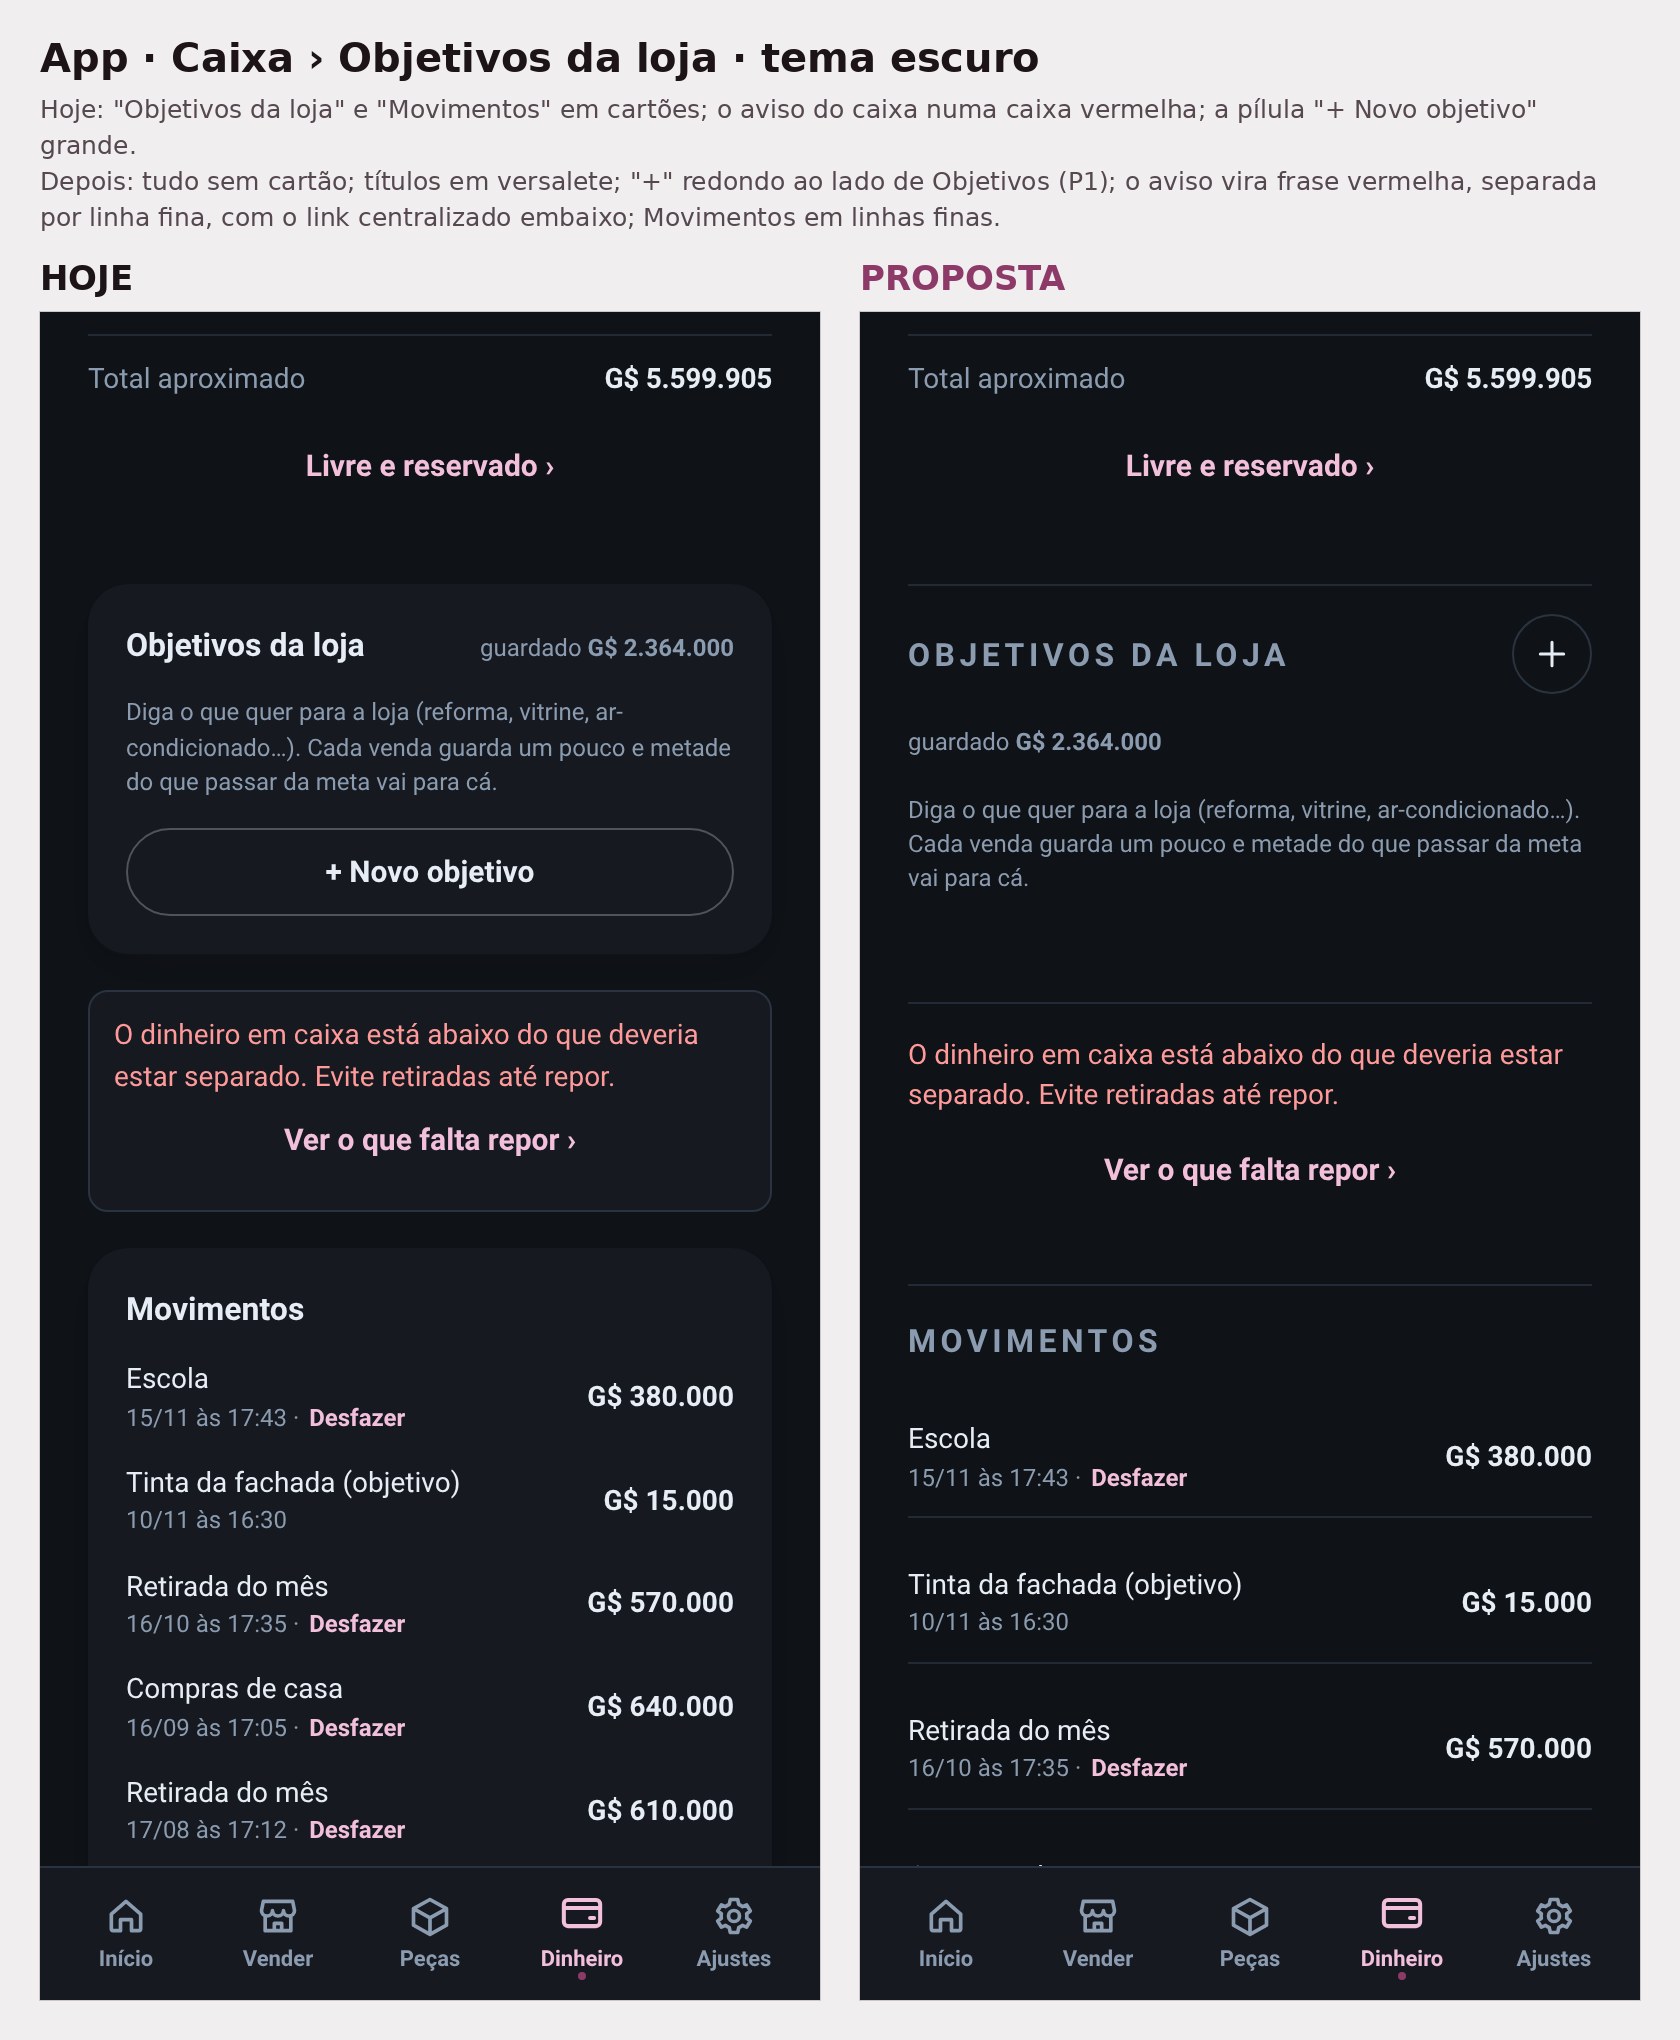 App · Caixa › Objetivos da loja · tema escuro
Hoje: "Objetivos da loja" e "Movimentos" em cartões; o aviso do caixa numa caixa vermelha; a pílula "+ Novo objetivo"
grande.
Depois: tudo sem cartão; títulos em versalete; "+" redondo ao lado de Objetivos (P1); o aviso vira frase vermelha, separada
por linha fina, com o link centralizado embaixo; Movimentos em linhas finas.
HOJE
Total aproximado G$ 5.599.905
Livre e reservado ›
Objetivos da loja guardado G$ 2.364.000
Diga o que quer para a loja (reforma, vitrine, ar-
condicionado…). Cada venda guarda um pouco e metade
do que passar da meta vai para cá.
+ Novo objetivo
O dinheiro em caixa está abaixo do que deveria
estar separado. Evite retiradas até repor.
Ver o que falta repor ›
Movimentos
Escola G$ 380.000
15/11 às 17:43 · Desfazer
Tinta da fachada (objetivo) G$ 15.000
10/11 às 16:30
Retirada do mês G$ 570.000
16/10 às 17:35 · Desfazer
Compras de casa G$ 640.000
16/09 às 17:05 · Desfazer
Retirada do mês G$ 610.000
17/08 às 17:12 · Desfazer
Início Vender Peças Dinheiro Ajustes
PROPOSTA
Total aproximado G$ 5.599.905
Livre e reservado ›
OBJETIVOS DA LOJA +
guardado G$ 2.364.000
Diga o que quer para a loja (reforma, vitrine, ar-condicionado…).
Cada venda guarda um pouco e metade do que passar da meta
vai para cá.
O dinheiro em caixa está abaixo do que deveria estar
separado. Evite retiradas até repor.
Ver o que falta repor ›
MOVIMENTOS
Escola G$ 380.000
15/11 às 17:43 · Desfazer
Tinta da fachada (objetivo) G$ 15.000
10/11 às 16:30
Retirada do mês G$ 570.000
16/10 às 17:35 · Desfazer
Início Vender Peças Dinheiro Ajustes